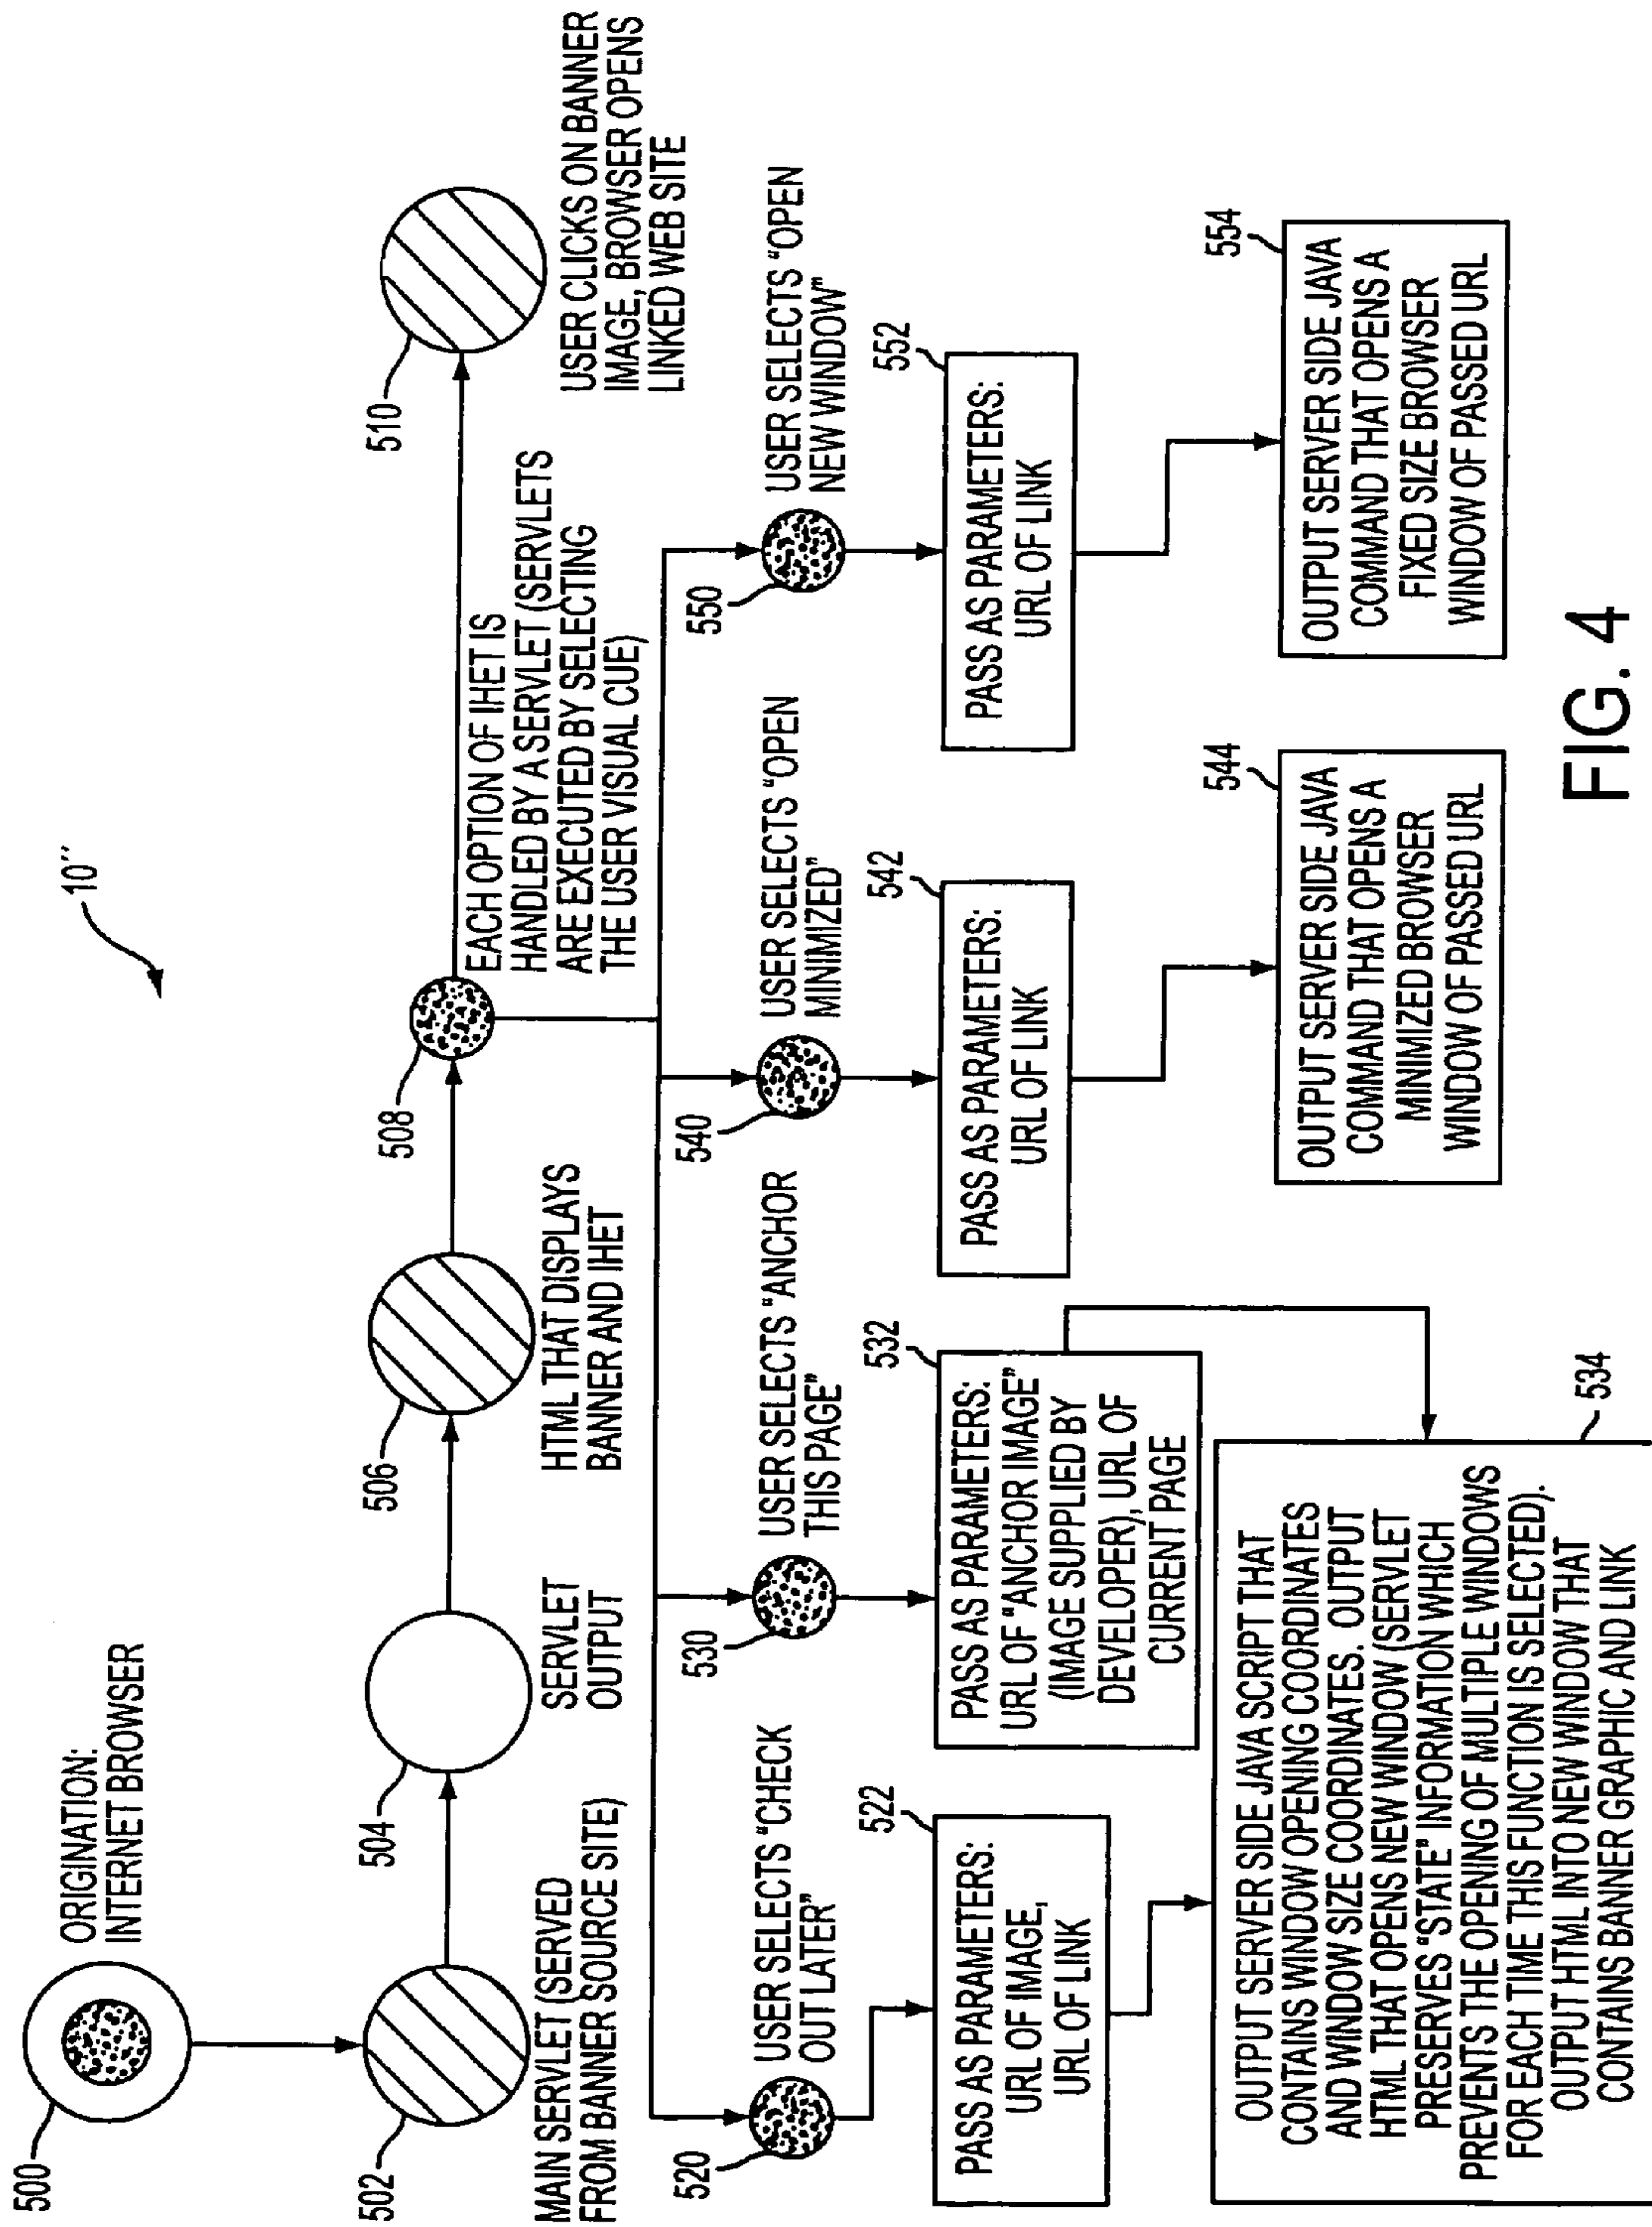 10''
500
ORIGINATION:
INTERNET BROWSER
502
MAIN SERVLET (SERVED
FROM BANNER SOURCE SITE)
504
SERVLET
OUTPUT
506
HTML THAT DISPLAYS
BANNER AND IHET
508
EACH OPTION OF IHET IS
HANDLED BY A SERVLET (SERVLETS
ARE EXECUTED BY SELECTING
THE USER VISUAL CUE)
510
USER CLICKS ON BANNER
IMAGE, BROWSER OPENS
LINKED WEB SITE
520
USER SELECTS "CHECK
OUT LATER"
530
USER SELECTS "ANCHOR
THIS PAGE"
540
USER SELECTS "OPEN
MINIMIZED"
550
USER SELECTS "OPEN
NEW WINDOW"
522
PASS AS PARAMETERS:
URL OF IMAGE,
URL OF LINK
532
PASS AS PARAMETERS:
URL OF "ANCHOR IMAGE"
(IMAGE SUPPLIED BY
DEVELOPER), URL OF
CURRENT PAGE
542
PASS AS PARAMETERS:
URL OF LINK
552
PASS AS PARAMETERS:
URL OF LINK
534
OUTPUT SERVER SIDE JAVA SCRIPT THAT
CONTAINS WINDOW OPENING COORDINATES
AND WINDOW SIZE COORDINATES. OUTPUT
HTML THAT OPENS NEW WINDOW (SERVLET
PRESERVES "STATE" INFORMATION WHICH
PREVENTS THE OPENING OF MULTIPLE WINDOWS
FOR EACH TIME THIS FUNCTION IS SELECTED).
OUTPUT HTML INTO NEW WINDOW THAT
CONTAINS BANNER GRAPHIC AND LINK
544
OUTPUT SERVER SIDE JAVA
COMMAND THAT OPENS A
MINIMIZED BROWSER
WINDOW OF PASSED URL
554
OUTPUT SERVER SIDE JAVA
COMMAND THAT OPENS A
FIXED SIZE BROWSER
WINDOW OF PASSED URL
FIG. 4